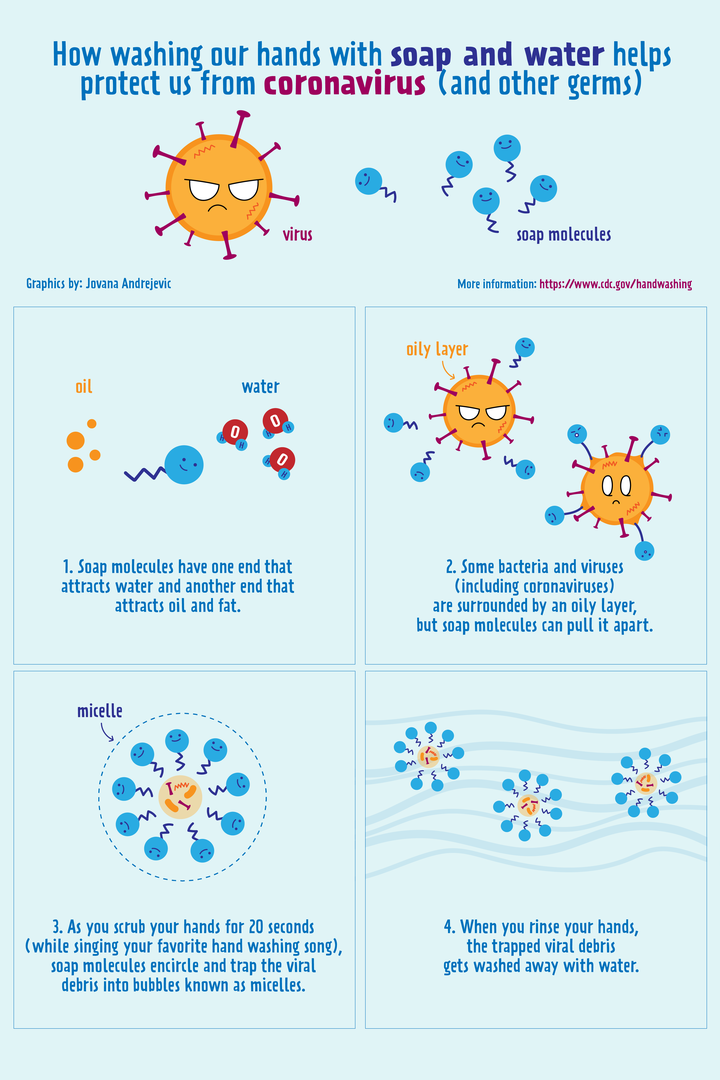 How washing our hands with soap and water helps
protect us from coronavirus (and other germs)
virus
soap molecules
Graphics by: Jovana Andrejevic
More information: https://www.cdc.gov/handwashing
oil
water
O
H
H
O
H
H
O
H
H
1. Soap molecules have one end that
attracts water and another end that
attracts oil and fat.
oily layer
2. Some bacteria and viruses
(including coronaviruses)
are surrounded by an oily layer,
but soap molecules can pull it apart.
micelle
3. As you scrub your hands for 20 seconds
(while singing your favorite hand washing song),
soap molecules encircle and trap the viral
debris into bubbles known as micelles.
4. When you rinse your hands,
the trapped viral debris
gets washed away with water.